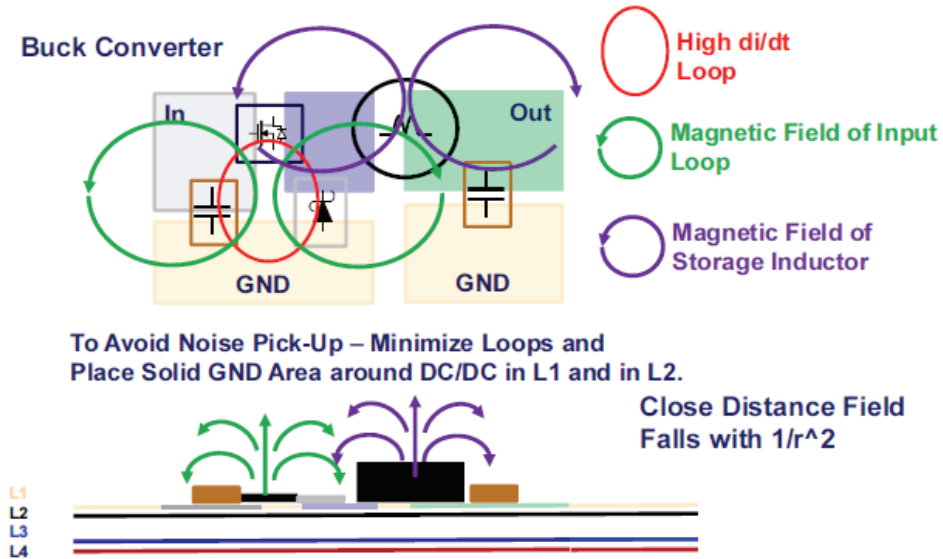 Buck Converter
In
Out
GND
GND
High di/dt
Loop
Magnetic Field of Input
Loop
Magnetic Field of
Storage Inductor
To Avoid Noise Pick-Up – Minimize Loops and
Place Solid GND Area around DC/DC in L1 and in L2.
Close Distance Field
Falls with 1/r^2
L1
L2
L3
L4